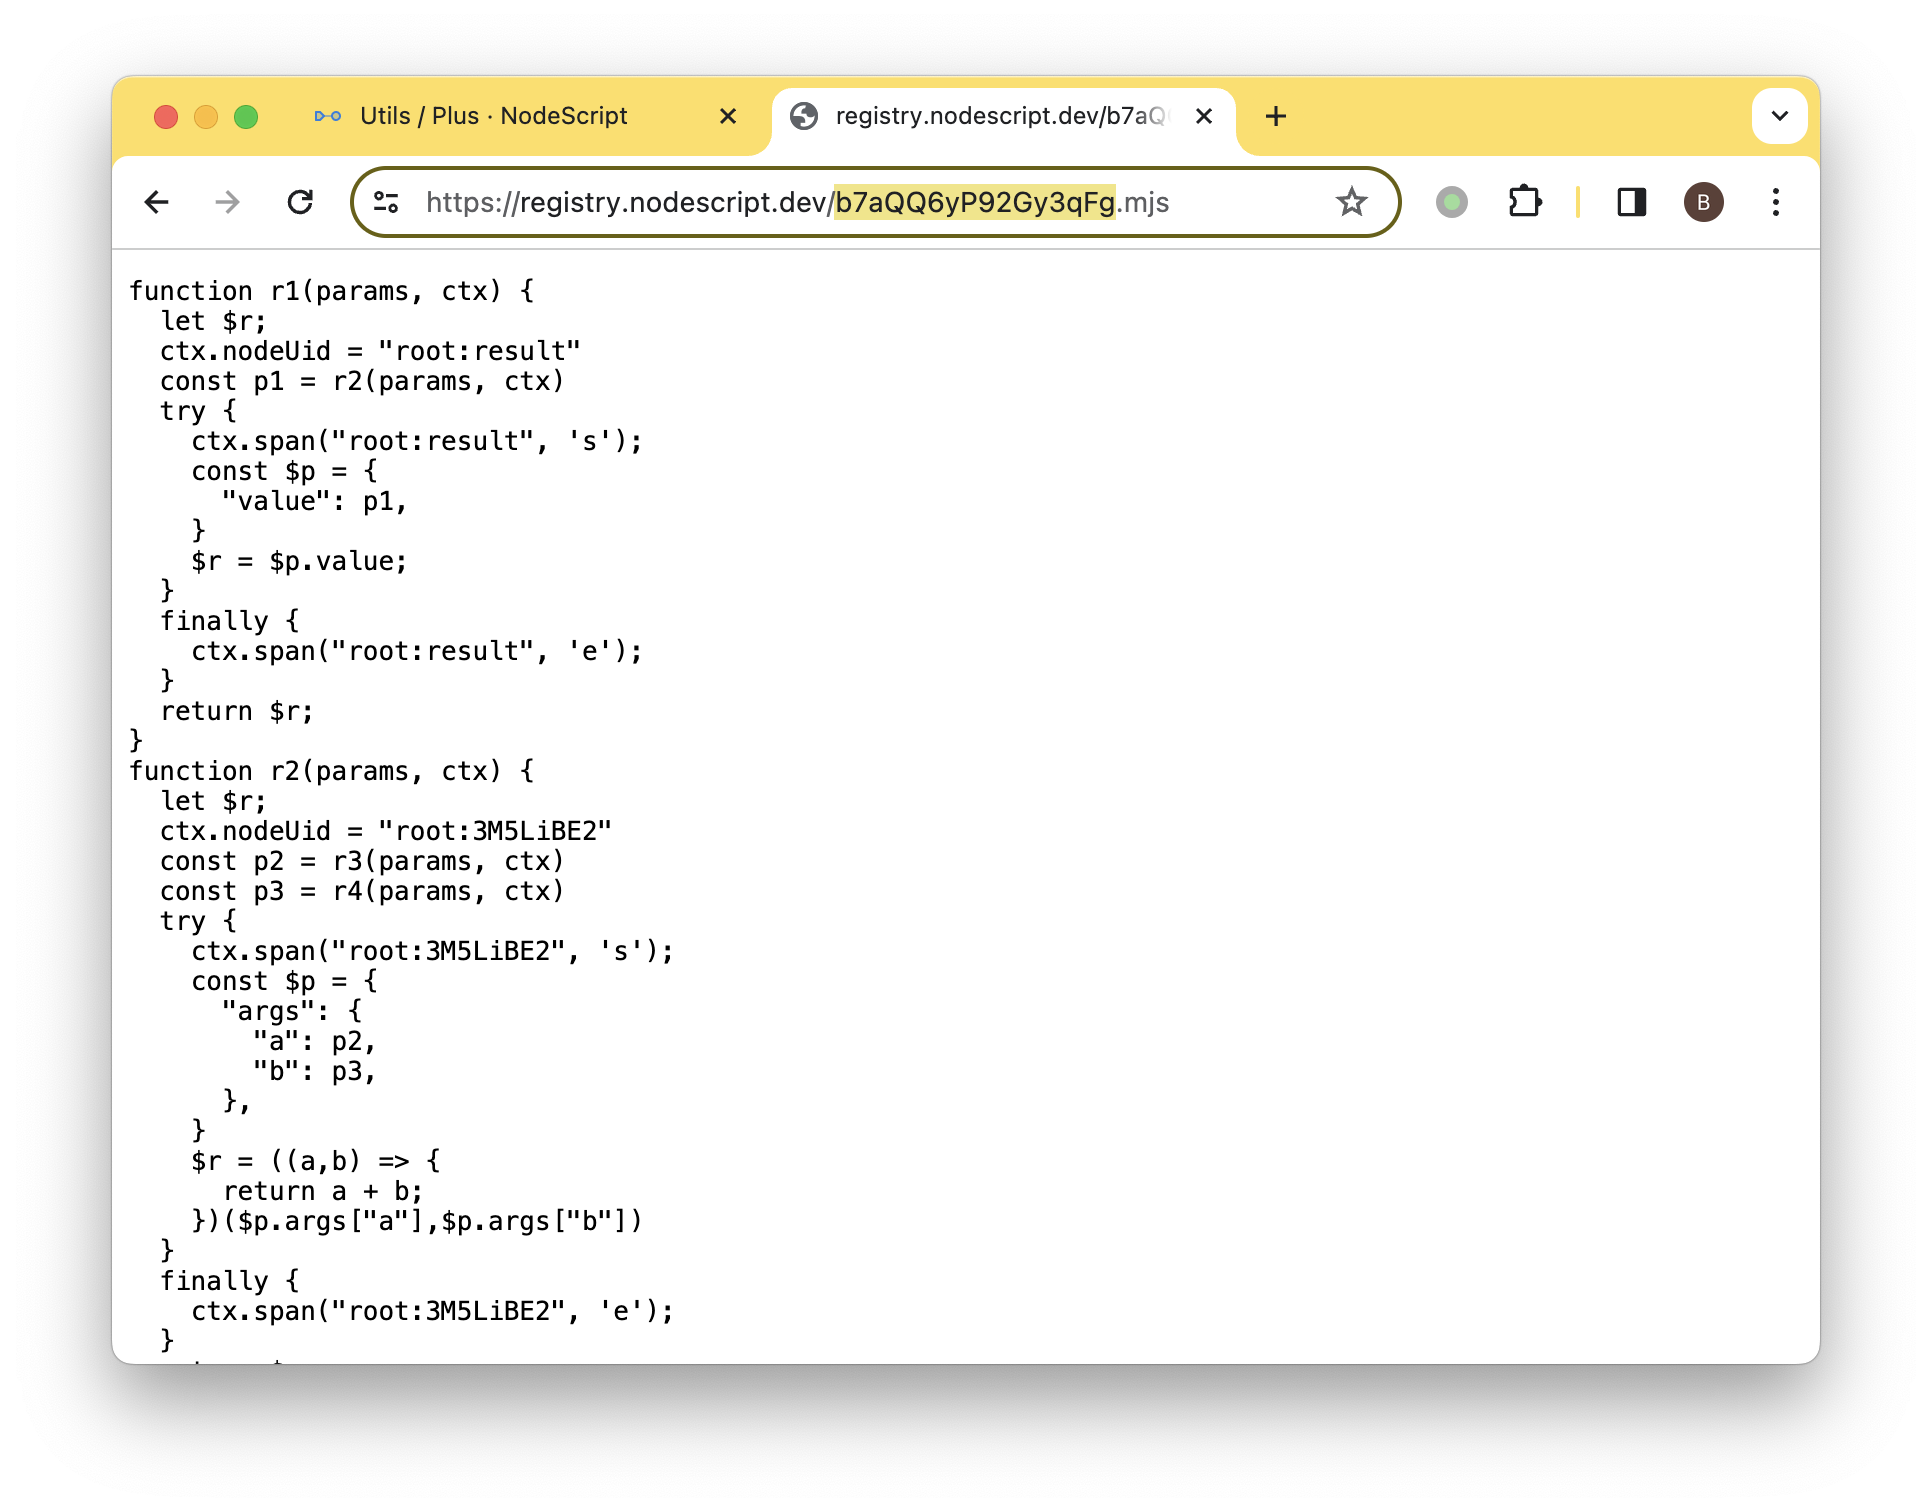 Utils / Plus · NodeScript
registry.nodescript.dev/b7aQ
https://registry.nodescript.dev/b7aQQ6yP92Gy3qFg.mjs
B
function r1(params, ctx) {
  let $r;
  ctx.nodeUid = "root:result"
  const p1 = r2(params, ctx)
  try {
    ctx.span("root:result", 's');
    const $p = {
      "value": p1,
    }
    $r = $p.value;
  }
  finally {
    ctx.span("root:result", 'e');
  }
  return $r;
}
function r2(params, ctx) {
  let $r;
  ctx.nodeUid = "root:3M5LiBE2"
  const p2 = r3(params, ctx)
  const p3 = r4(params, ctx)
  try {
    ctx.span("root:3M5LiBE2", 's');
    const $p = {
      "args": {
        "a": p2,
        "b": p3,
      },
    }
    $r = ((a,b) => {
      return a + b;
    })($p.args["a"],$p.args["b"])
  }
  finally {
    ctx.span("root:3M5LiBE2", 'e');
  }